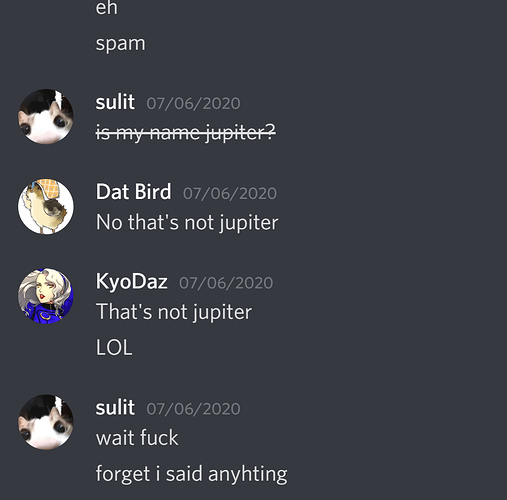 eh
spam
sulit 07/06/2020
is my name jupiter?
Dat Bird 07/06/2020
No that's not jupiter
KyoDaz 07/06/2020
That's not jupiter
LOL
sulit 07/06/2020
wait fuck
forget i said anyhting